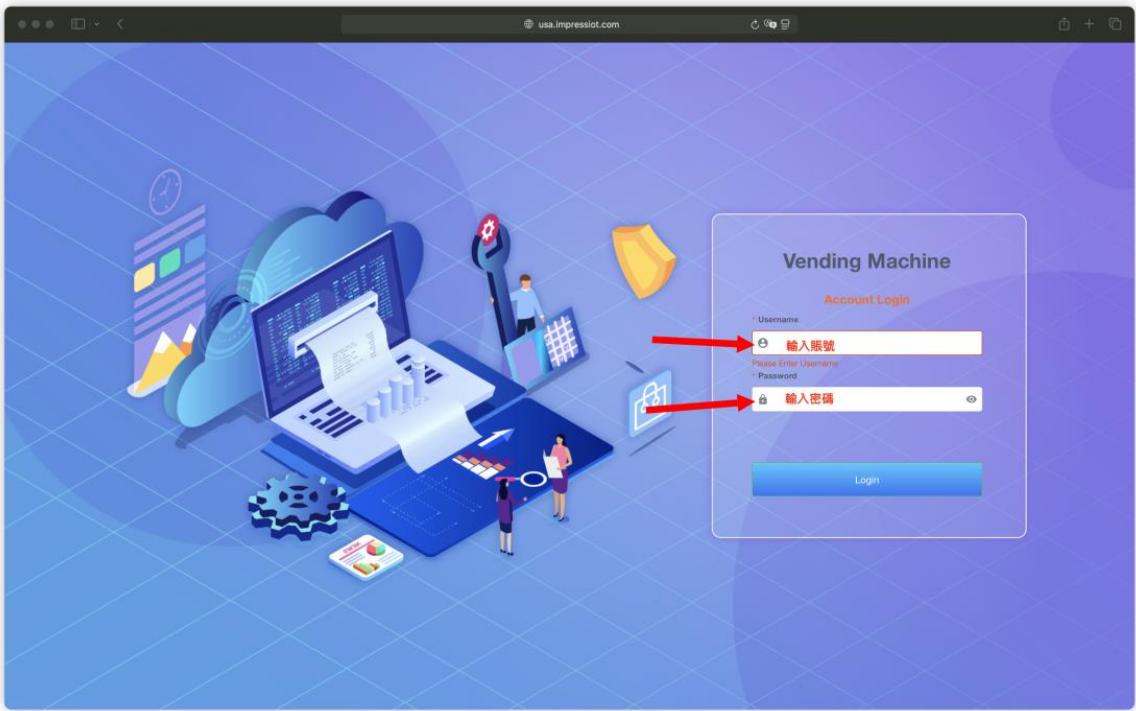 usa.impressiot.com
Vending Machine
Account Login
* Username
輸入賬號
Please Enter Username
* Password
輸入密碼
Login